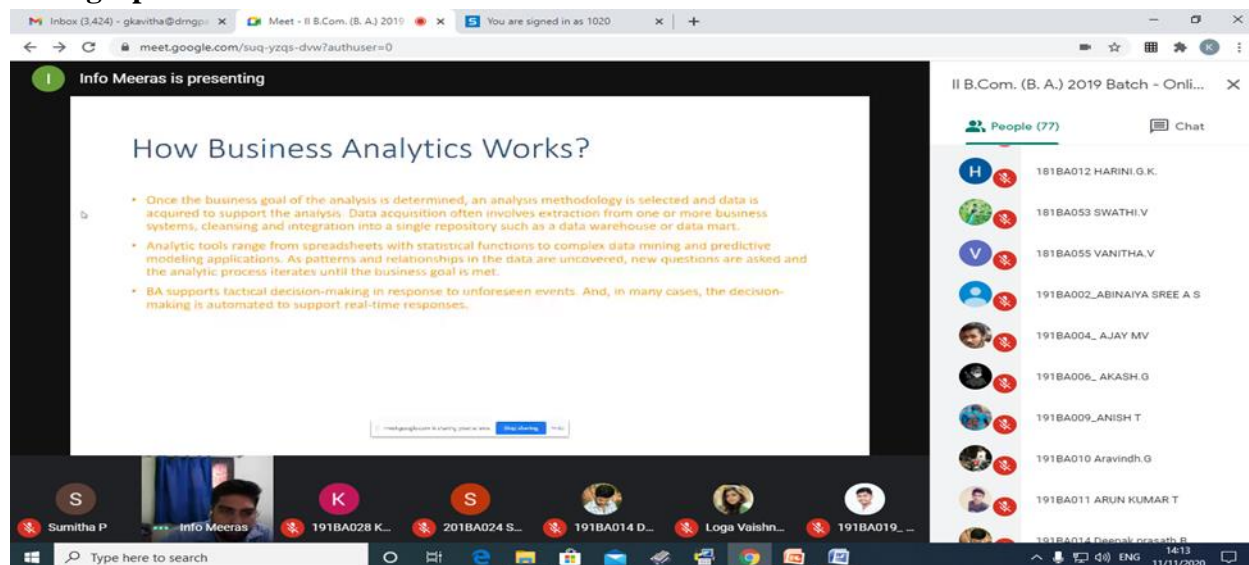 Inbox (3,424) - gkavitha@drngp
Meet - II B.Com. (B. A.) 2019
You are signed in as 1020
meet.google.com/suq-yzqs-dvw?authuser=0
K
I
Info Meeras is presenting
II B.Com. (B. A.) 2019 Batch - Onli...
People (77)
Chat
How Business Analytics Works?
• Once the business goal of the analysis is determined, an analysis methodology is selected and data is
acquired to support the analysis. Data acquisition often involves extraction from one or more business
systems, cleansing and integration into a single repository such as a data warehouse or data mart.
• Analytic tools range from spreadsheets with statistical functions to complex data mining and predictive
modeling applications. As patterns and relationships in the data are uncovered, new questions are asked and
the analytic process iterates until the business goal is met.
• BA supports tactical decision-making in response to unforeseen events. And, in many cases, the decision-
making is automated to support real-time responses.
Stop sharing
H
181BA012 HARINI.G.K.
181BA053 SWATHI.V
V
181BA055 VANITHA.V
191BA002_ABINAIYA SREE A S
191BA004_ AJAY MV
191BA006_ AKASH.G
191BA009_ANISH T
191BA010 Aravindh.G
191BA011 ARUN KUMAR T
191BA014 Deepak prasath B
S
K
S
Sumitha P
Info Meeras
191BA028 K...
201BA024 S...
191BA014 D...
Loga Vaishn...
191BA019_ ...
Type here to search
ENG
14:13
11/11/2020